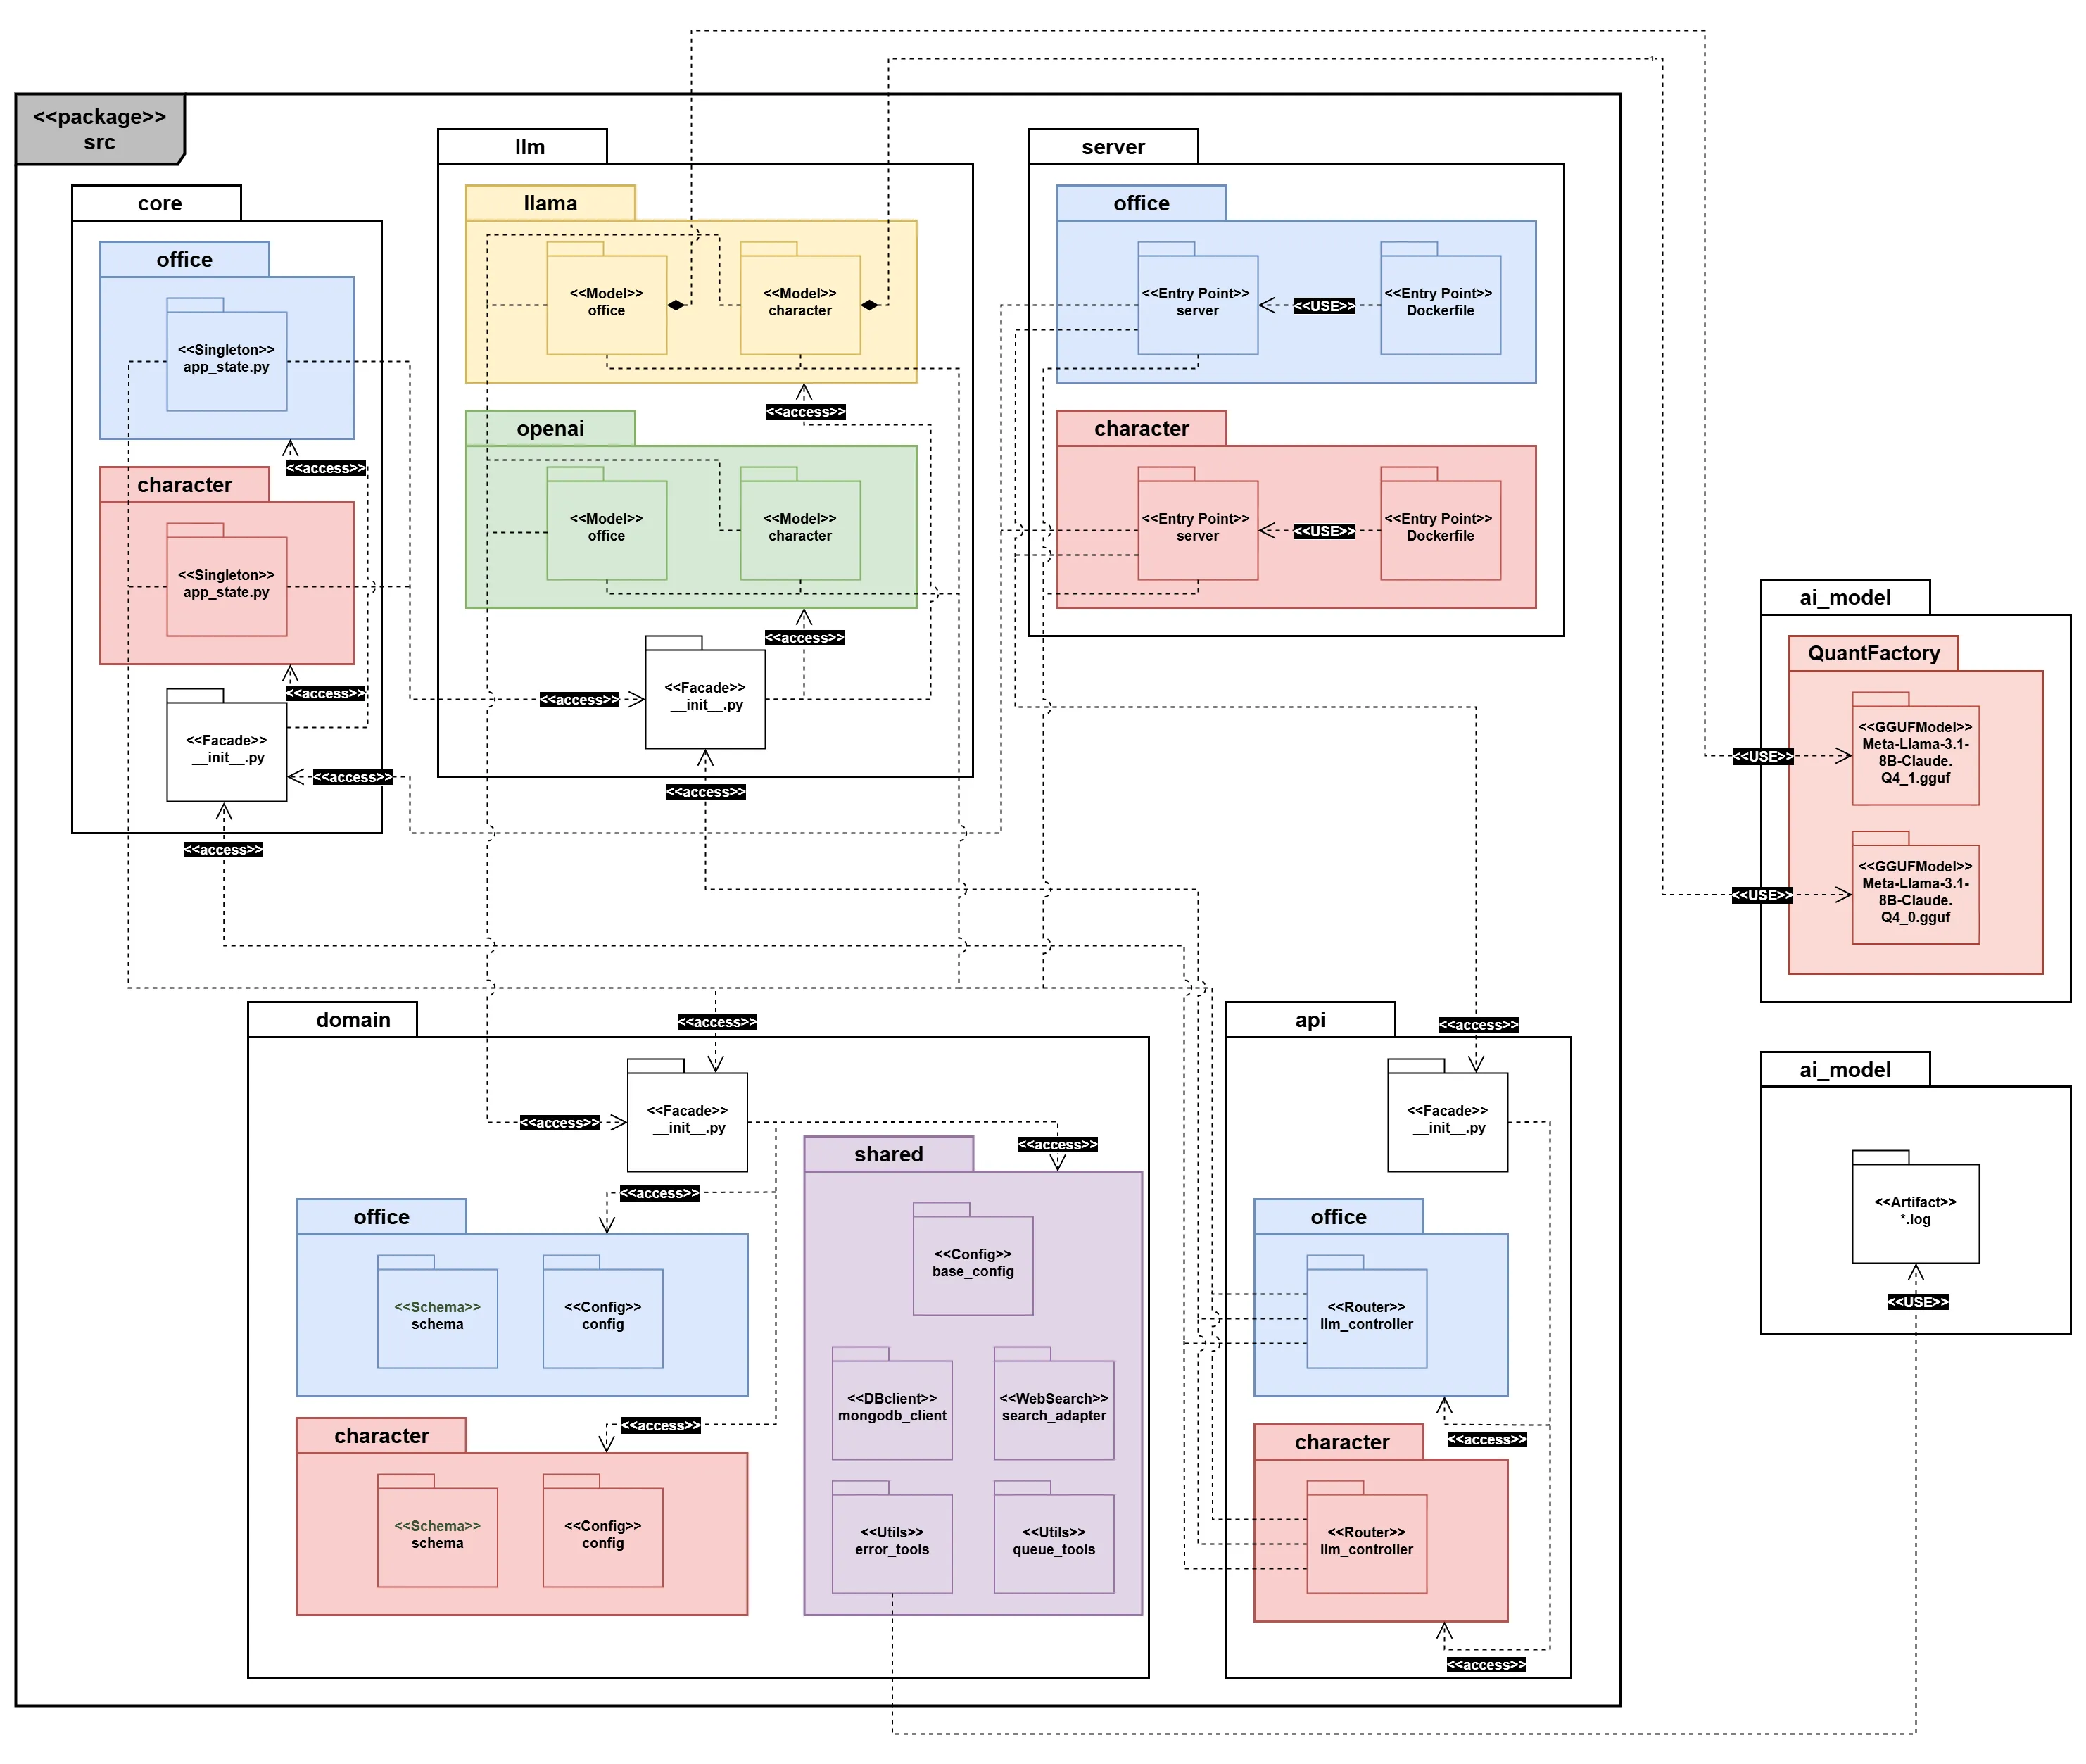 <<package>>
src
core
office
<<Singleton>>
app_state.py
<<access>>
character
<<Singleton>>
app_state.py
<<access>>
<<Facade>>
__init__.py
<<access>>
<<access>>
llm
llama
<<Model>>
office
<<Model>>
character
<<access>>
openai
<<Model>>
office
<<Model>>
character
<<access>>
<<access>>
<<Facade>>
__init__.py
<<access>>
server
office
<<Entry Point>>
server
<<USE>>
<<Entry Point>>
Dockerfile
character
<<Entry Point>>
server
<<USE>>
<<Entry Point>>
Dockerfile
ai_model
QuantFactory
<<USE>>
<<GGUFModel>>
Meta-Llama-3.1-
8B-Claude.
Q4_1.gguf
<<USE>>
<<GGUFModel>>
Meta-Llama-3.1-
8B-Claude.
Q4_0.gguf
domain
<<access>>
<<access>>
<<Facade>>
__init__.py
<<access>>
<<access>>
office
<<Schema>>
schema
<<Config>>
config
<<access>>
character
<<Schema>>
schema
<<Config>>
config
shared
<<Config>>
base_config
<<DBclient>>
mongodb_client
<<WebSearch>>
search_adapter
<<Utils>>
error_tools
<<Utils>>
queue_tools
api
<<access>>
<<Facade>>
__init__.py
office
<<Router>>
llm_controller
<<access>>
character
<<Router>>
llm_controller
<<access>>
ai_model
<<Artifact>>
*.log
<<USE>>